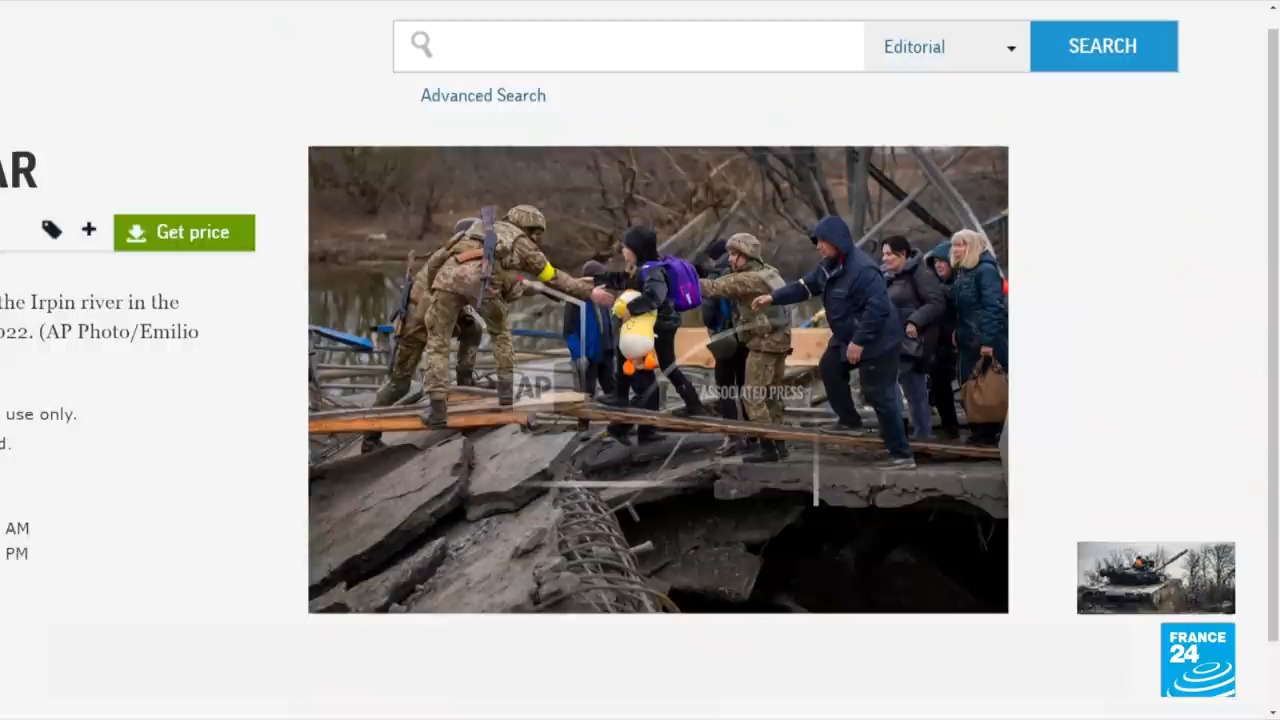 Editorial
SEARCH
Advanced Search
AR
Get price
the Irpin river in the
022. (AP Photo/Emilio
use only.
d.
AM
PM
AP
ASSOCIATED PRESS
FRANCE
24